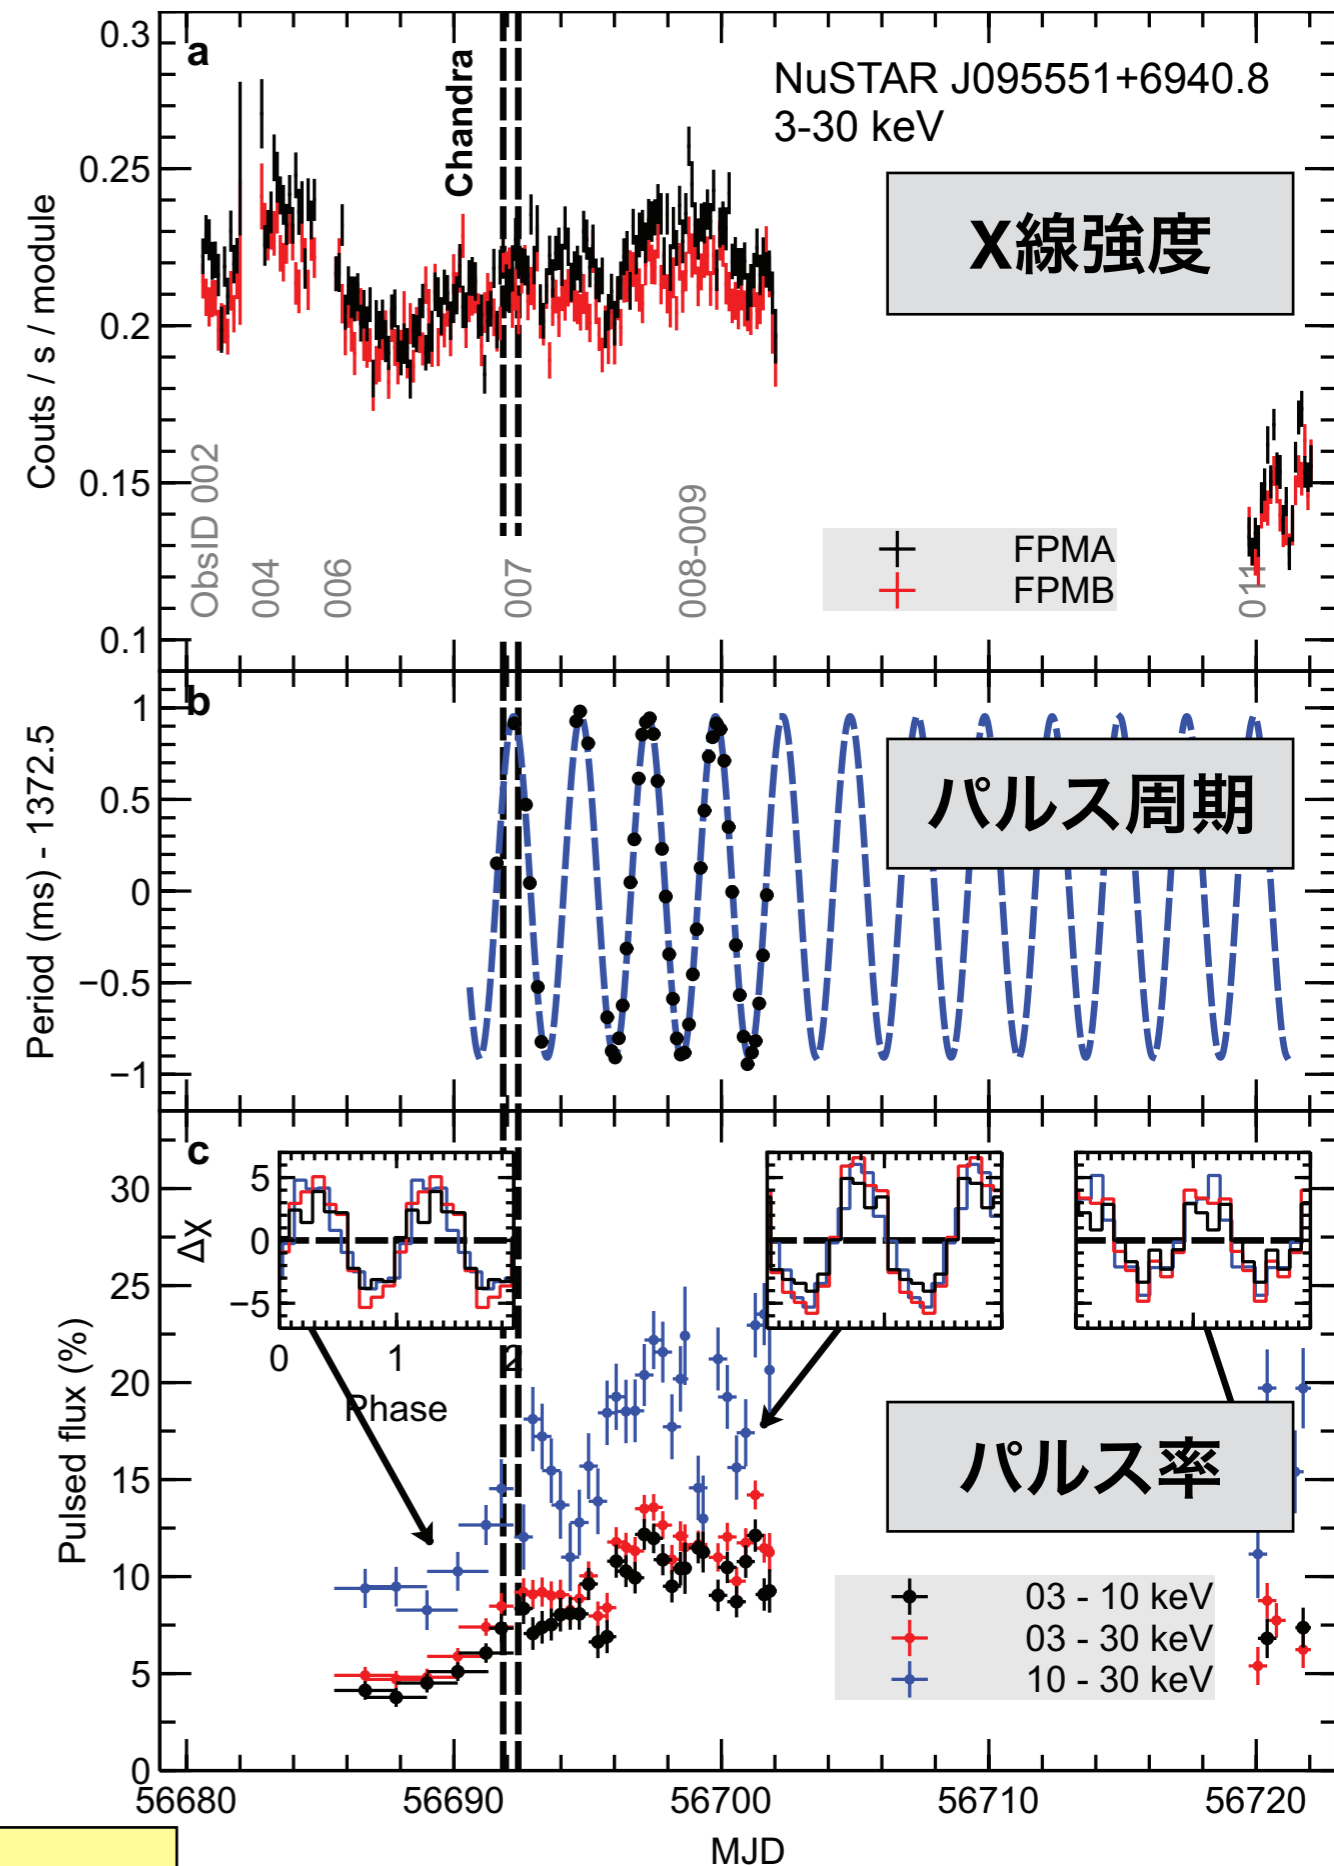 a
NuSTAR J095551+6940.8
3-30 keV
Chandra
X線強度
Couts / s / module
0.3
0.25
0.2
0.15
0.1
ObsID 002
004
006
007
008-009
011
FPMA
FPMB
b
Period (ms) - 1372.5
1
0.5
0
−0.5
−1
パルス周期
c
Pulsed flux (%)
30
25
20
15
10
5
0
Δχ
5
0
−5
0
1
2
Phase
パルス率
03 - 10 keV
03 - 30 keV
10 - 30 keV
56680
56690
56700
56710
56720
MJD